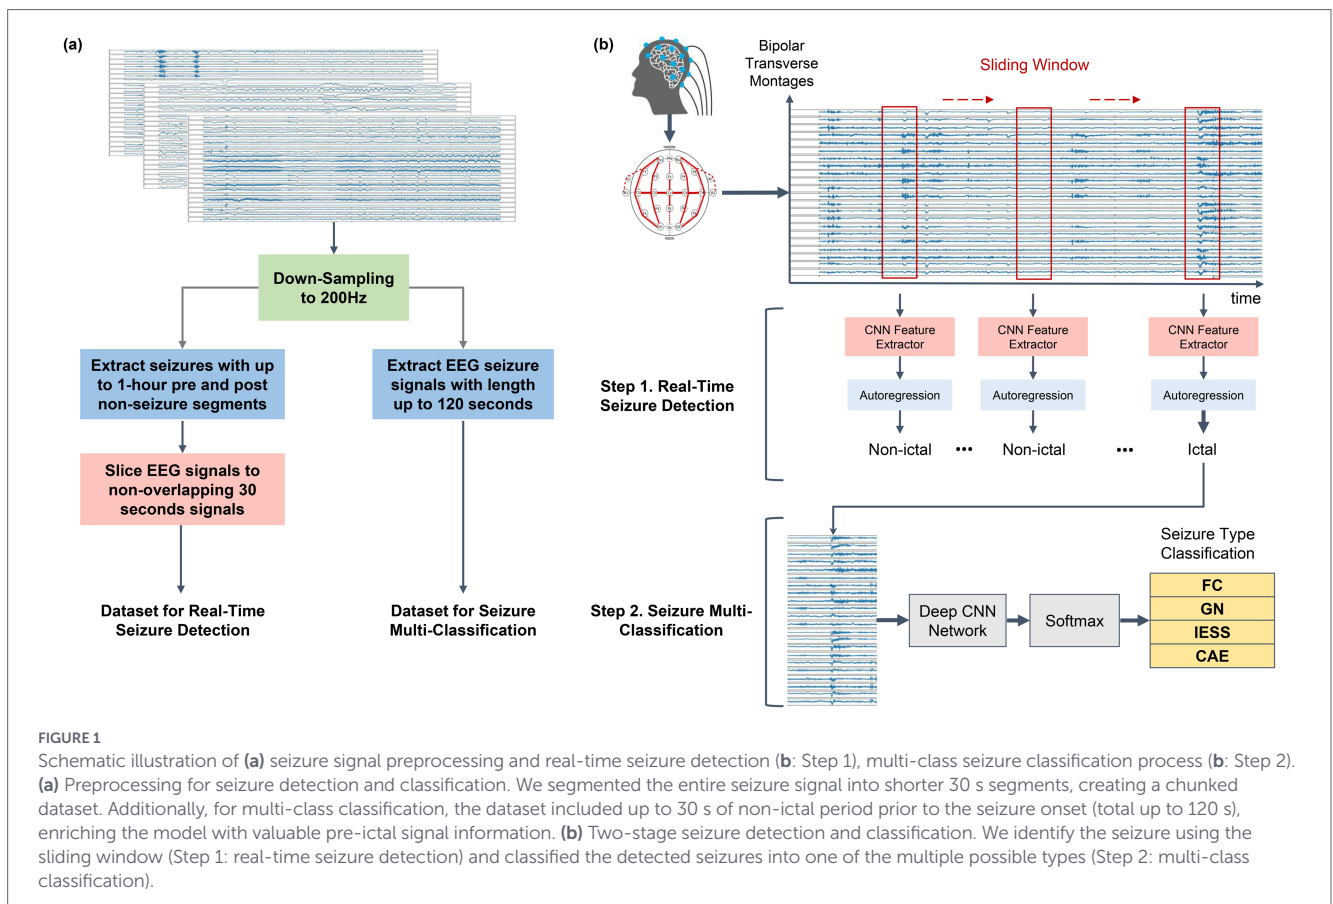 (a)
Down-Sampling
to 200Hz
Extract seizures with up
to 1-hour pre and post
non-seizure segments
Extract EEG seizure
signals with length
up to 120 seconds
Slice EEG signals to
non-overlapping 30
seconds signals
Dataset for Real-Time
Seizure Detection
Dataset for Seizure
Multi-Classification
(b)
Bipolar
Transverse
Montages
Sliding Window
time
Step 1. Real-Time
Seizure Detection
CNN Feature
Extractor
CNN Feature
Extractor
CNN Feature
Extractor
Autoregression
Autoregression
Autoregression
Non-ictal
...
Non-ictal
...
Ictal
Step 2. Seizure Multi-
Classification
Deep CNN
Network
Softmax
Seizure Type
Classification
FC
GN
IESS
CAE
FIGURE 1
Schematic illustration of (a) seizure signal preprocessing and real-time seizure detection (b: Step 1), multi-class seizure classification process (b: Step 2).
(a) Preprocessing for seizure detection and classification. We segmented the entire seizure signal into shorter 30 s segments, creating a chunked
dataset. Additionally, for multi-class classification, the dataset included up to 30 s of non-ictal period prior to the seizure onset (total up to 120 s),
enriching the model with valuable pre-ictal signal information. (b) Two-stage seizure detection and classification. We identify the seizure using the
sliding window (Step 1: real-time seizure detection) and classified the detected seizures into one of the multiple possible types (Step 2: multi-class
classification).